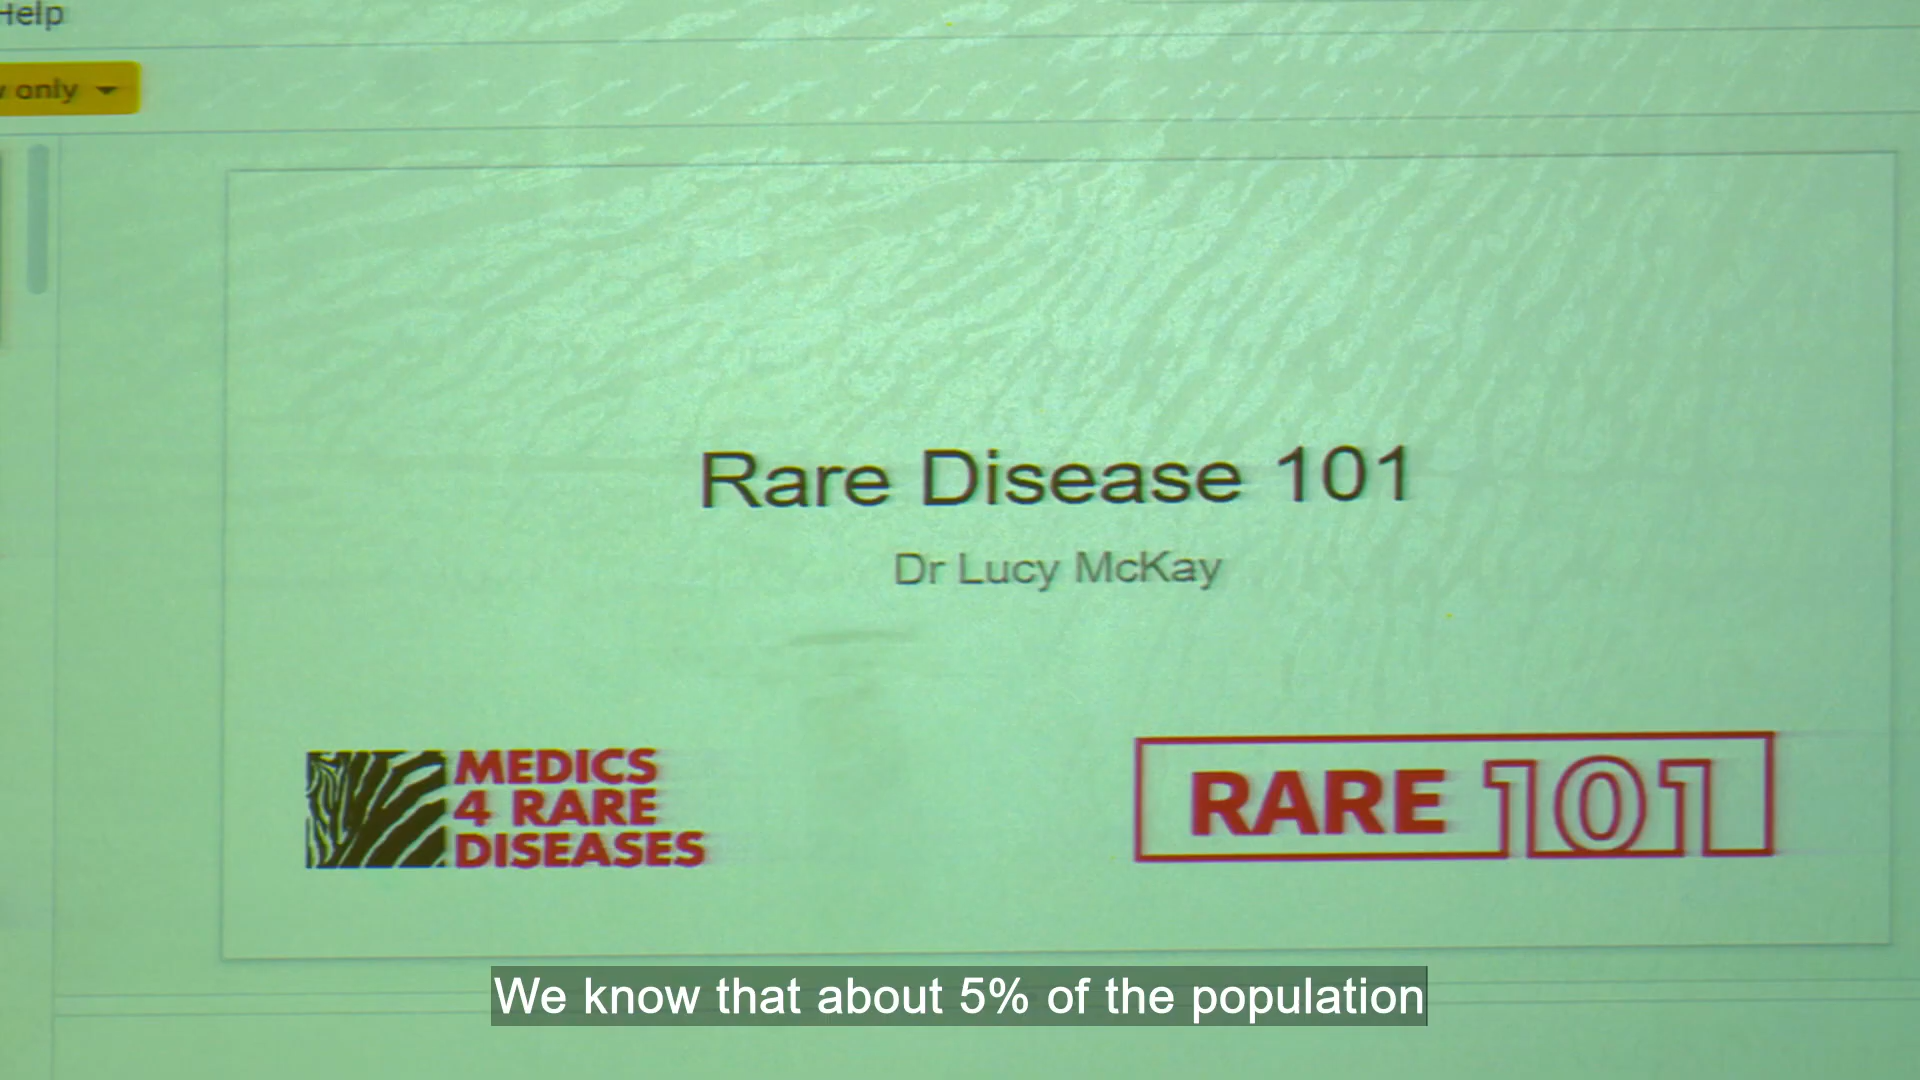 Help
only
Rare Disease 101
Dr Lucy McKay
MEDICS
4 RARE
DISEASES
RARE 101
We know that about 5% of the population